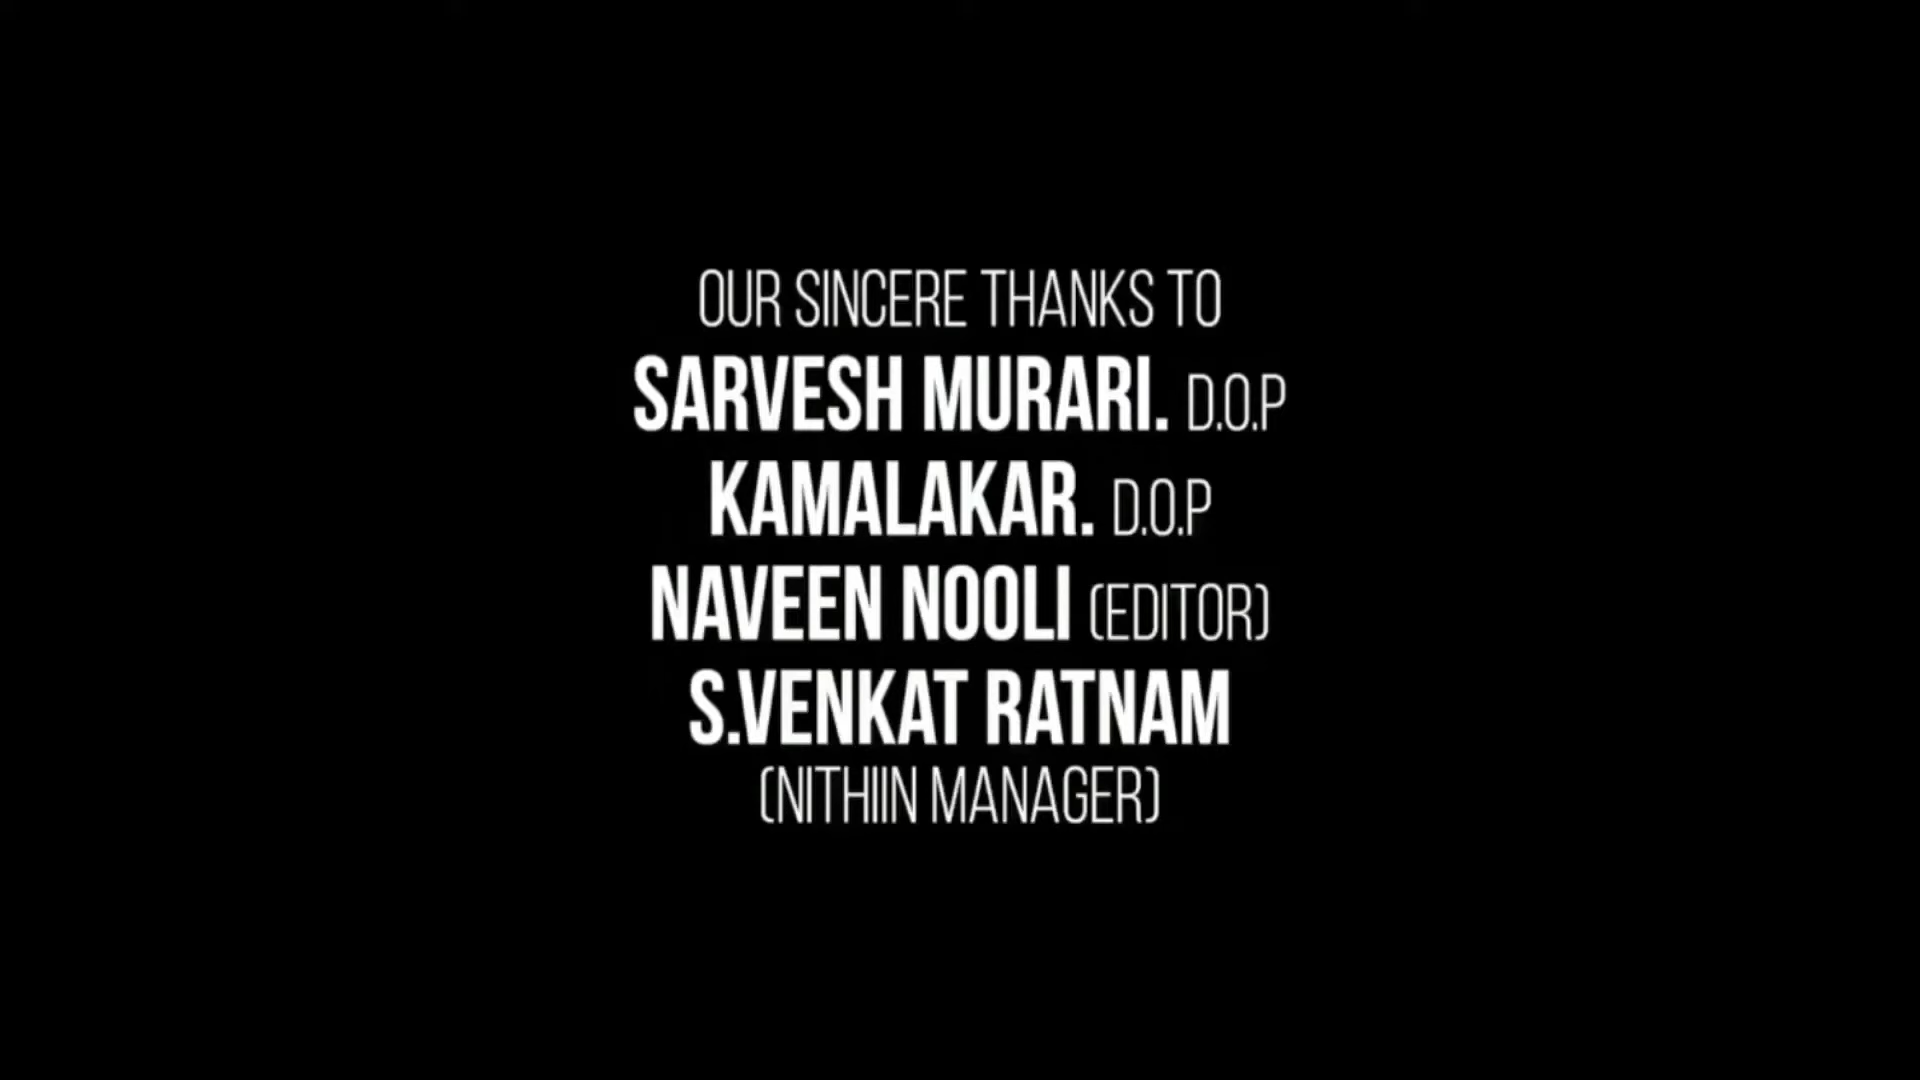 OUR SINCERE THANKS TO
SARVESH MURARI. D.O.P
KAMALAKAR. D.O.P
NAVEEN NOOLI (EDITOR)
S.VENKAT RATNAM
(NITHIIN MANAGER)